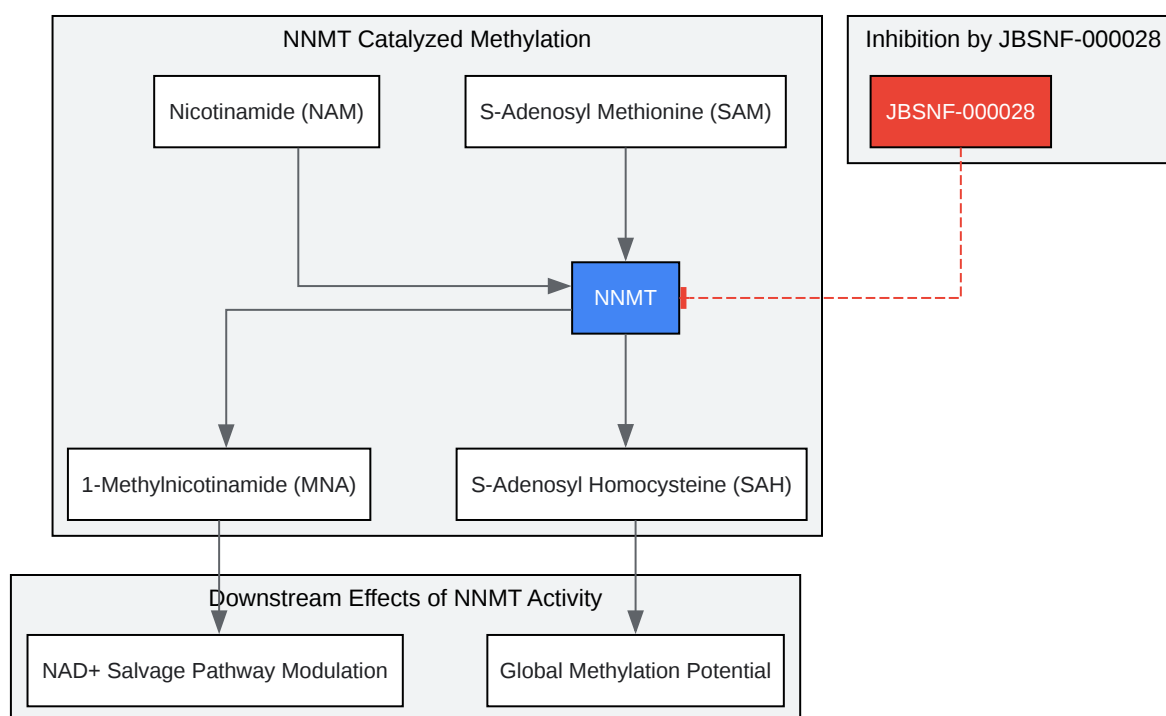 NNMT Catalyzed Methylation
Inhibition by JBSNF-000028
Nicotinamide (NAM)
S-Adenosyl Methionine (SAM)
JBSNF-000028
NNMT
1-Methylnicotinamide (MNA)
S-Adenosyl Homocysteine (SAH)
Downstream Effects of NNMT Activity
NAD+ Salvage Pathway Modulation
Global Methylation Potential